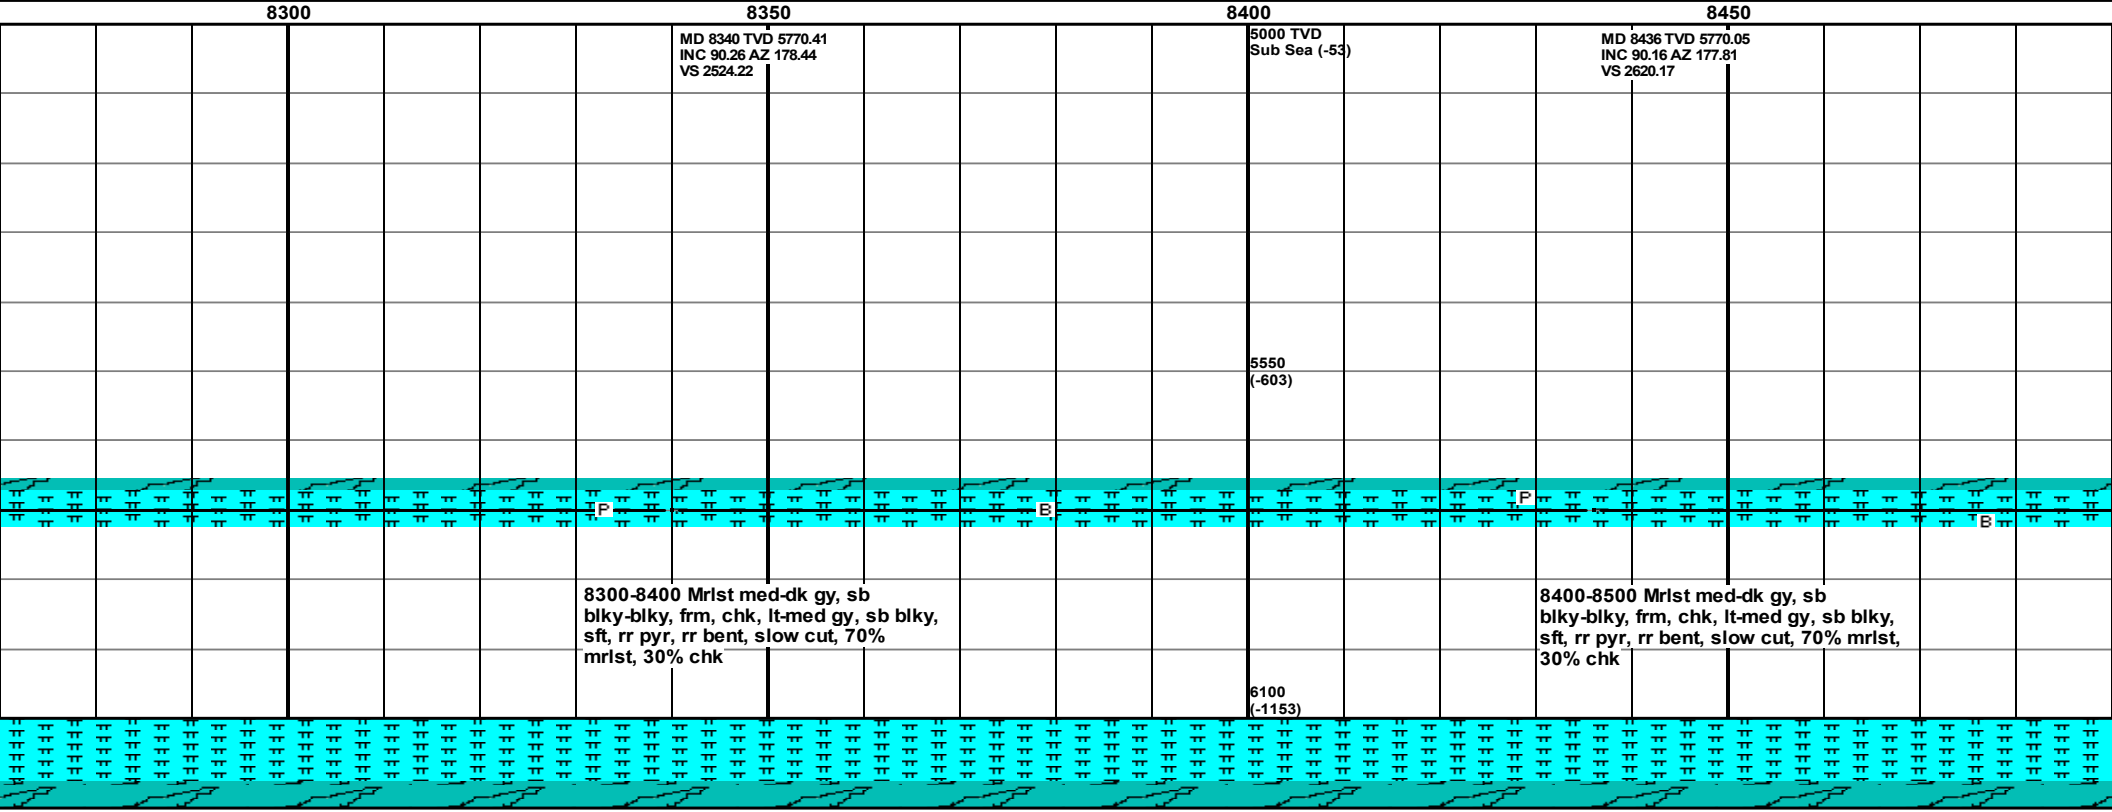 8300 8350 8400 8450
MD 8340 TVD 5770.41
INC 90.26 AZ 178.44
VS 2524.22
5000 TVD
Sub Sea (-53)
MD 8436 TVD 5770.05
INC 90.16 AZ 177.81
VS 2620.17
5550
(-603)
P
B
P
B
8300-8400 Mrlst med-dk gy, sb
blky-blky, frm, chk, lt-med gy, sb blky,
sft, rr pyr, rr bent, slow cut, 70%
mrlst, 30% chk
8400-8500 Mrlst med-dk gy, sb
blky-blky, frm, chk, lt-med gy, sb blky,
sft, rr pyr, rr bent, slow cut, 70% mrlst,
30% chk
6100
(-1153)